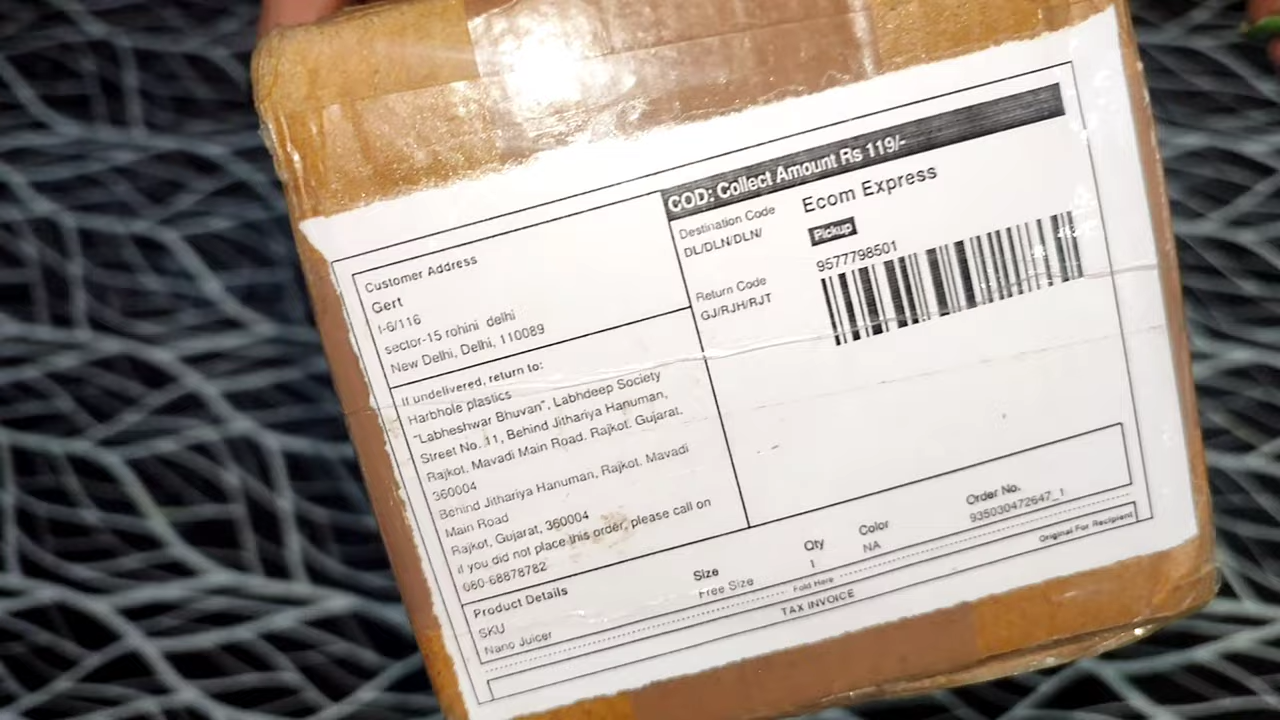 COD: Collect Amount Rs 119/-
Customer Address
Gert
I-6/116
sector-15 rohini delhi
New Delhi, Delhi, 110089
If undelivered, return to:
Harbhole plastics
"Labheshwar Bhuvan", Labhdeep Society
Street No. 11, Behind Jithariya Hanuman,
Rajkot, Mavadi Main Road. Rajkot. Gujarat.
360004
Behind Jithariya Hanuman, Rajkot. Mavadi
Main Road
Rajkot, Gujarat, 360004
if you did not place this order, please call on
080-68878782
Destination Code
DL/DLN/DLN/
Return Code
GJ/RJH/RJT
Ecom Express
Pickup
9577798501
Product Details
SKU Size Qty Color Order No.
Nano Juicer Free Size 1 NA 935030472647_1
Fold Here
TAX INVOICE Original For Recipient